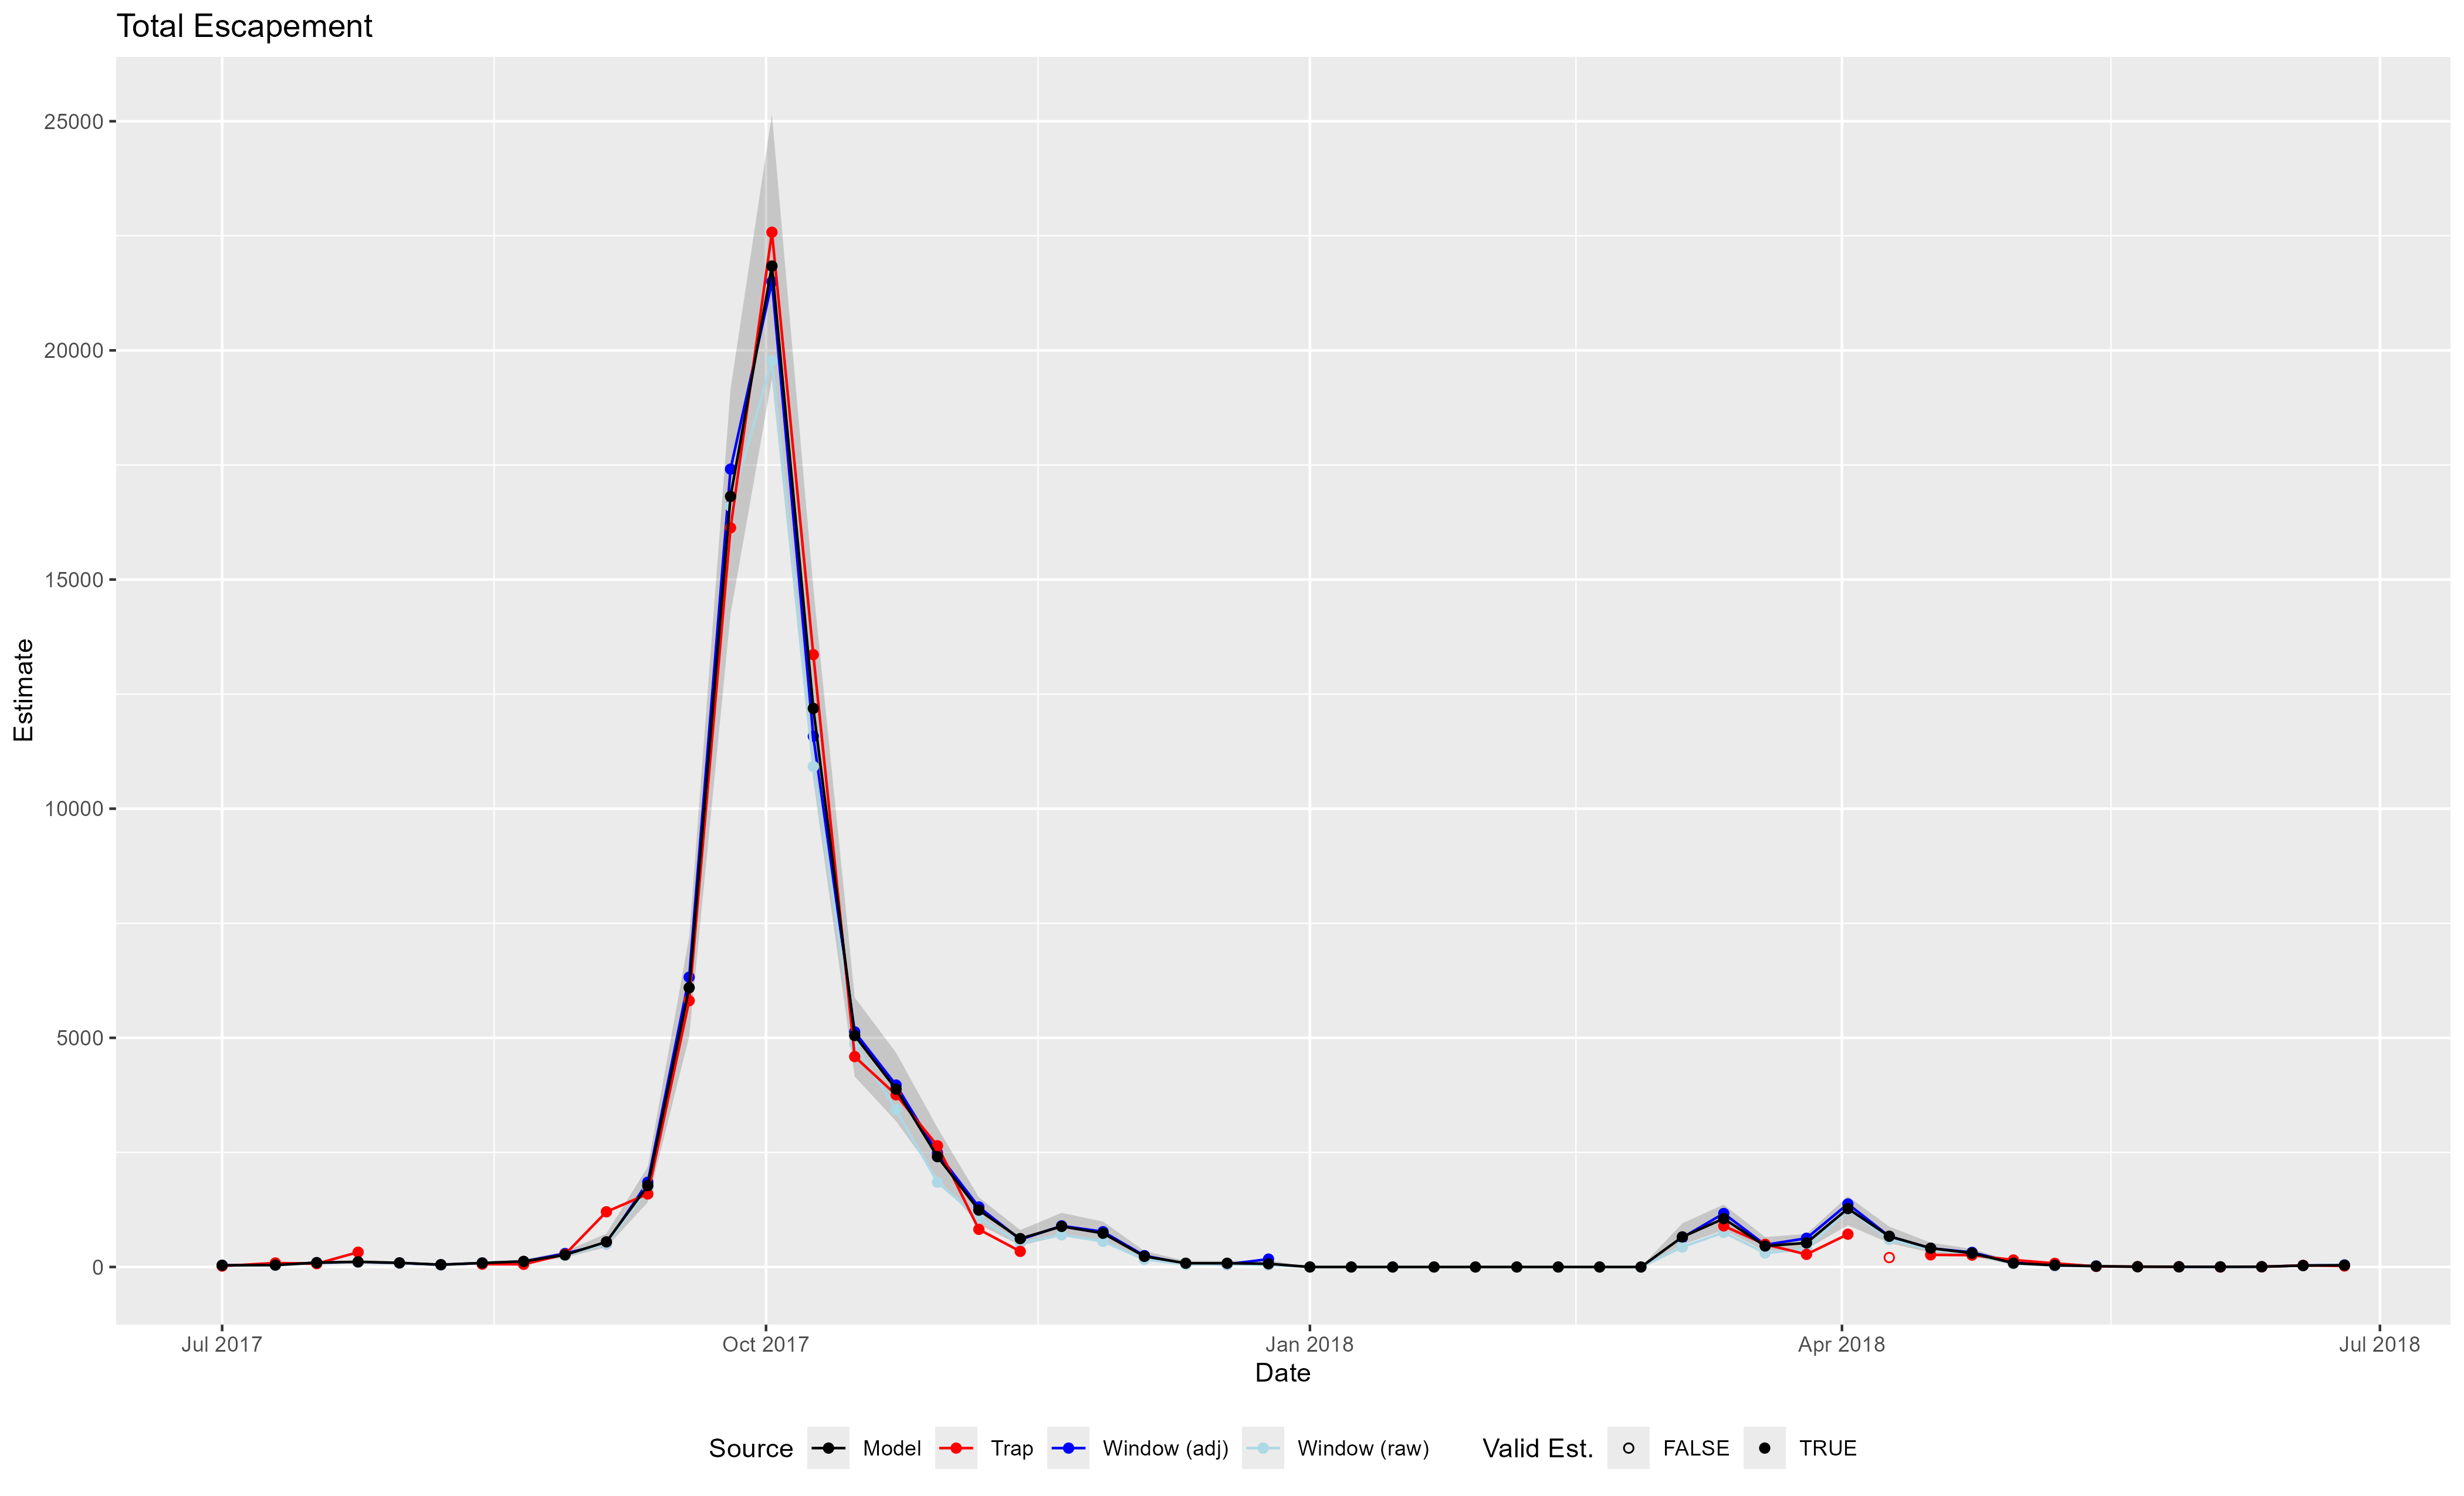 Total Escapement
25000
20000
15000
10000
5000
0
Estimate
Jul 2017 Oct 2017 Jan 2018 Apr 2018 Jul 2018
Date
Source Model Trap Window (adj) Window (raw) Valid Est. FALSE TRUE